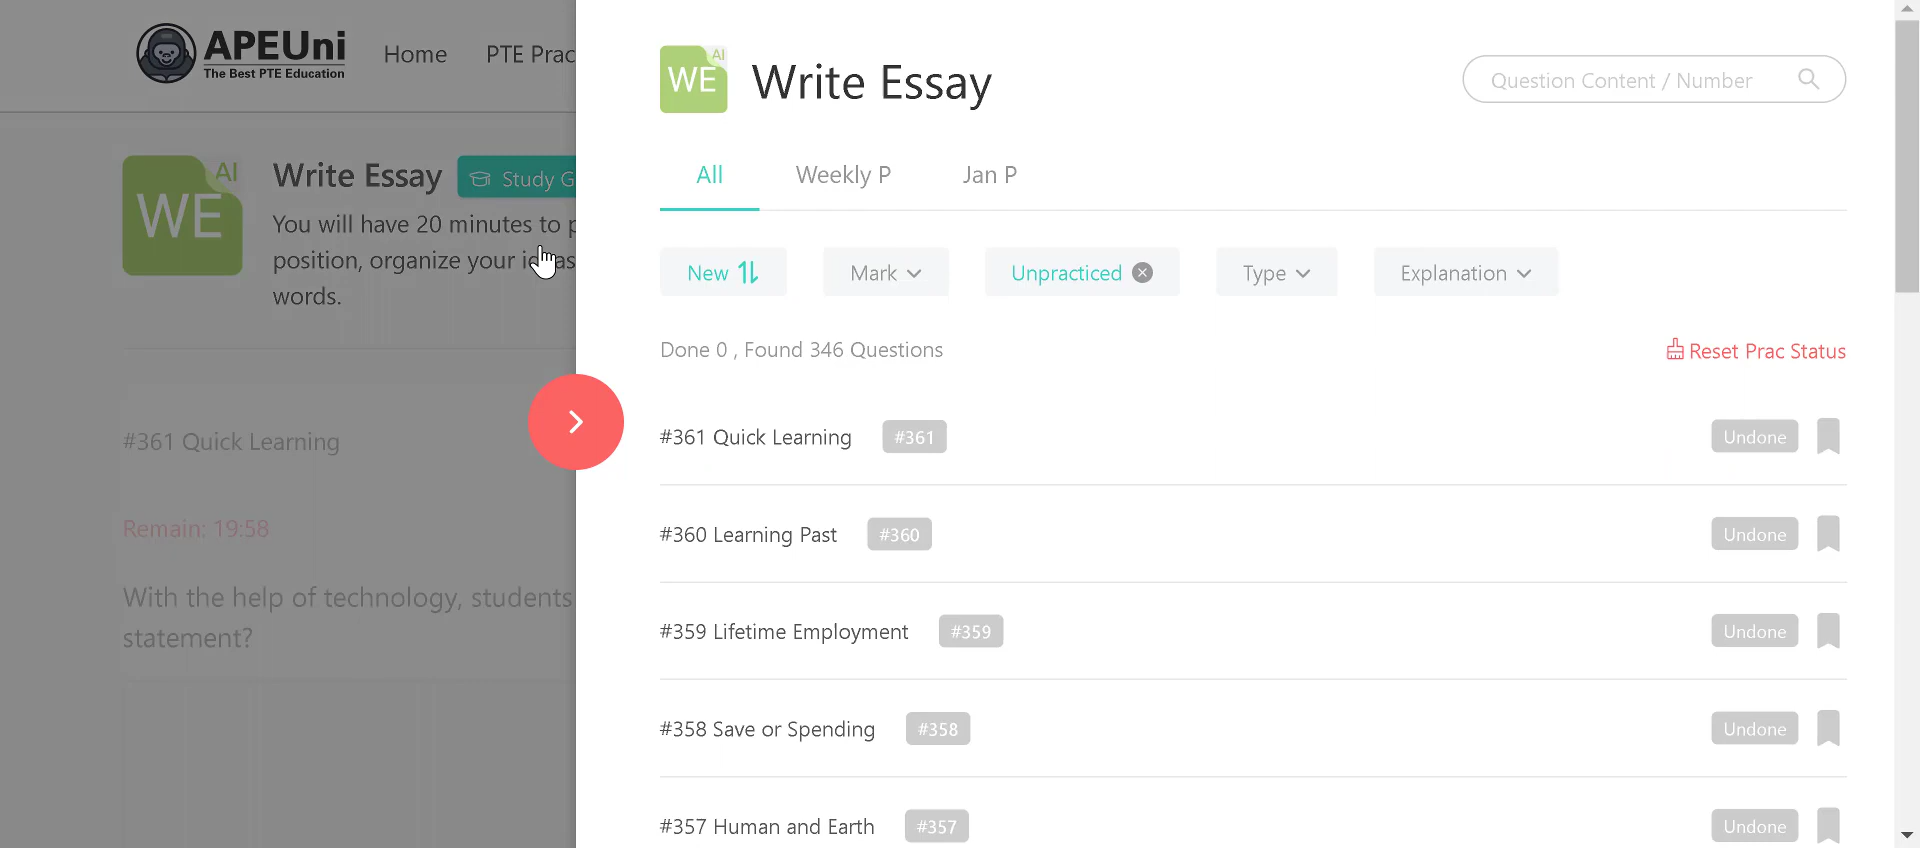 APEUni
The Best PTE Education
Home
PTE Prac
WE
AI
Write Essay
Study G
You will have 20 minutes to p
position, organize your ideas
words.
#361 Quick Learning
Remain: 19:58
With the help of technology, students
statement?
WE
AI
Write Essay
Question Content / Number
All
Weekly P
Jan P
New
Mark
Unpracticed
Type
Explanation
Done 0 , Found 346 Questions
Reset Prac Status
#361 Quick Learning #361 Undone
#360 Learning Past #360 Undone
#359 Lifetime Employment #359 Undone
#358 Save or Spending #358 Undone
#357 Human and Earth #357 Undone